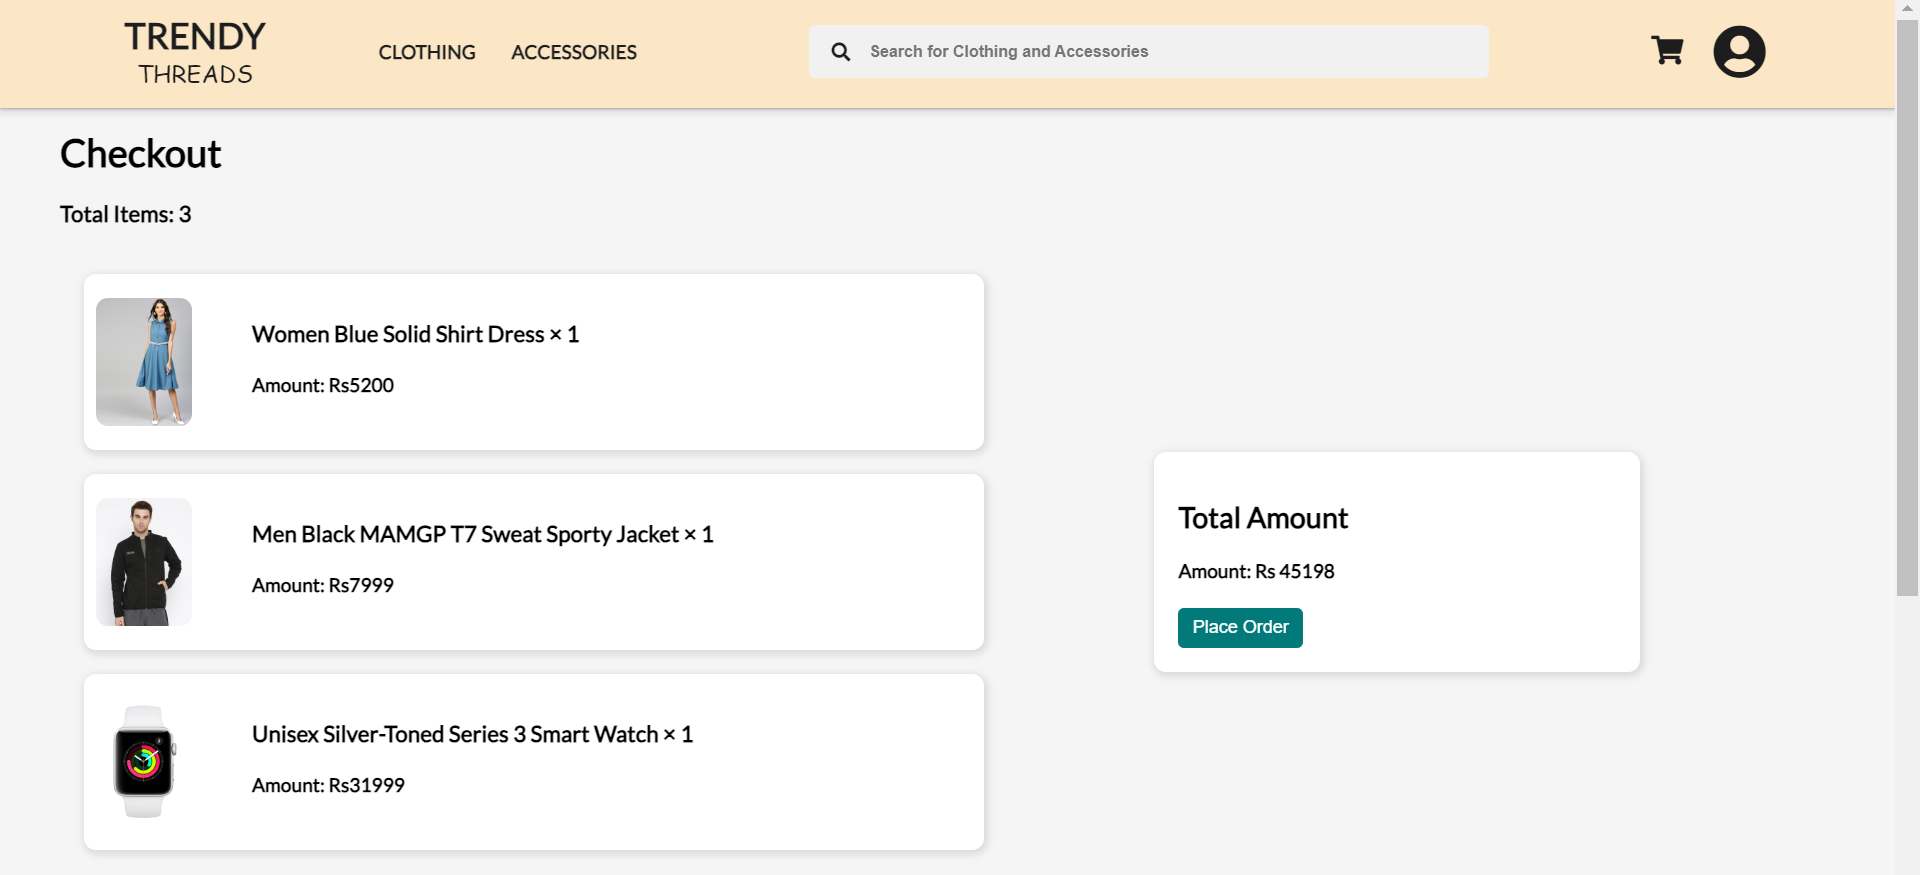 TRENDY
THREADS
CLOTHING
ACCESSORIES
Search for Clothing and Accessories
Checkout
Total Items: 3
Women Blue Solid Shirt Dress × 1
Amount: Rs5200
Men Black MAMGP T7 Sweat Sporty Jacket × 1
Amount: Rs7999
Unisex Silver-Toned Series 3 Smart Watch × 1
Amount: Rs31999
Total Amount
Amount: Rs 45198
Place Order